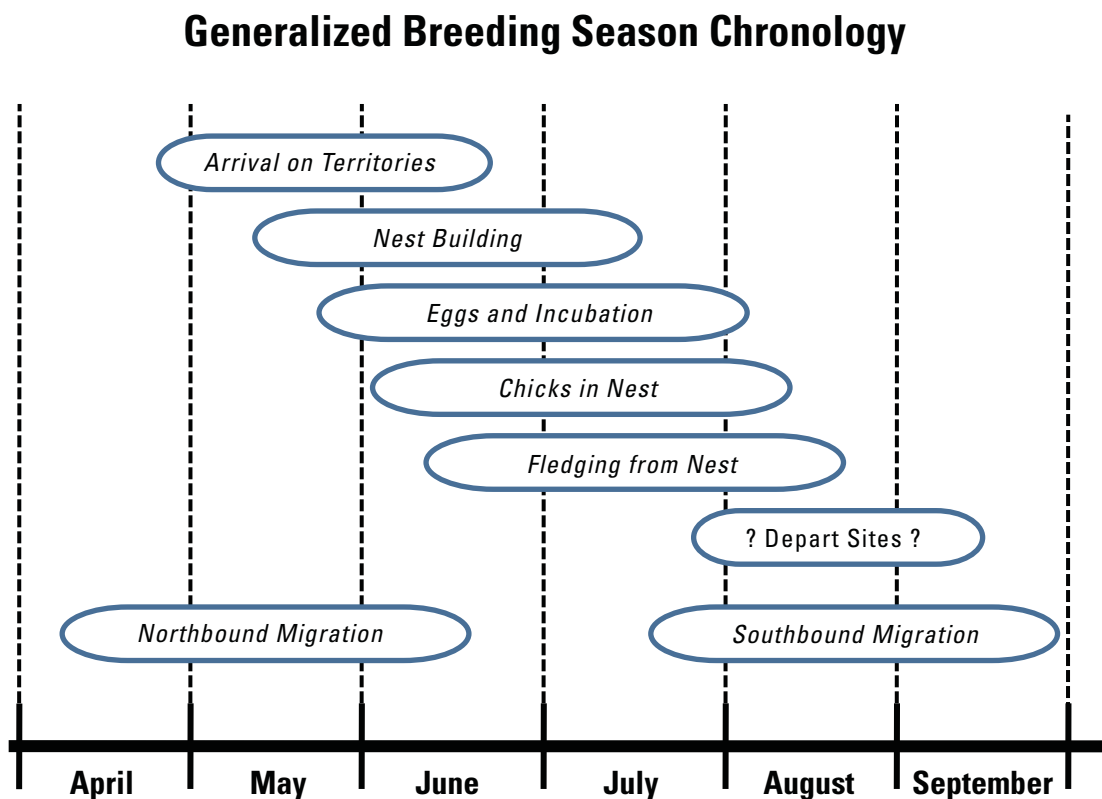 Generalized Breeding Season Chronology
Arrival on Territories
Nest Building
Eggs and Incubation
Chicks in Nest
Fledging from Nest
? Depart Sites ?
Northbound Migration
Southbound Migration
April
May
June
July
August
September